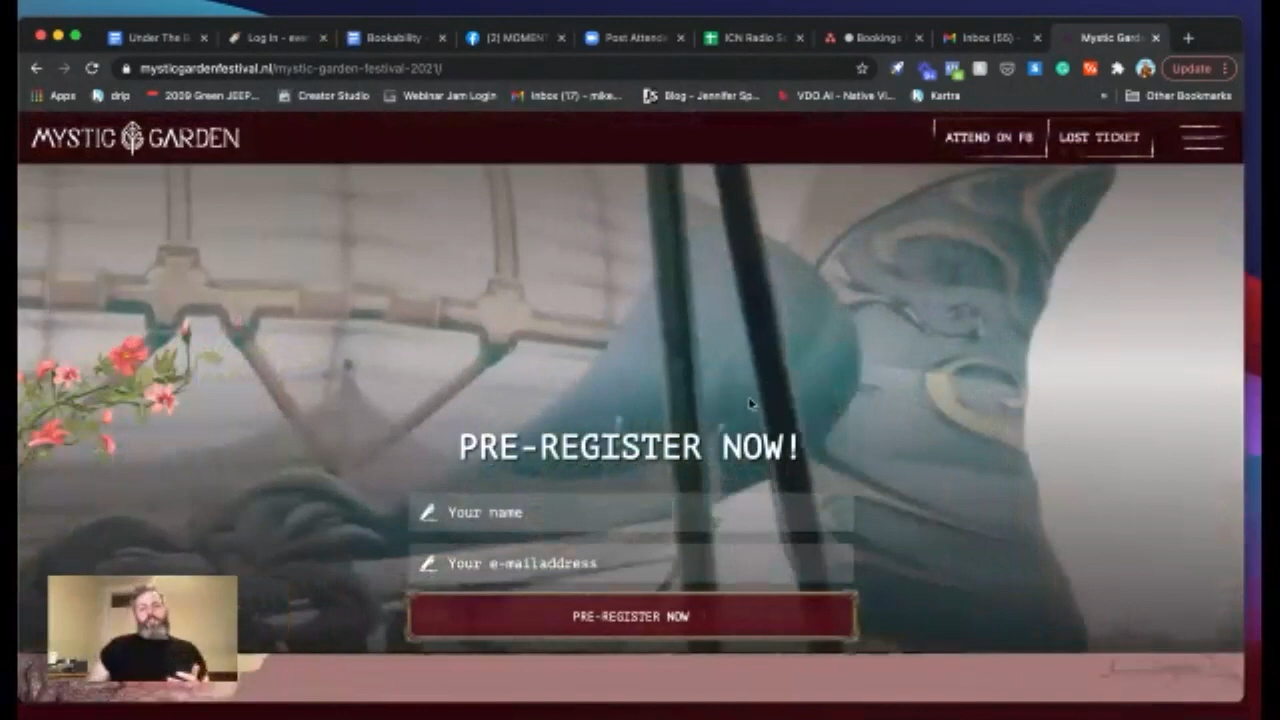 Under The B
Log In - ever
Bookability -
(2) MOMENT
Post Attende
ICN Radio S
Bookings
Inbox (55) -
Mystic Gard
mysticgardenfestival.nl/mystic-garden-festival-2021/
Update
Apps
drip
2009 Green JEEP...
Creator Studio
Webinar Jam Login
Inbox (17) - mike...
Blog - Jennifer Sp...
VDO.AI - Native Vi...
Kartra
»
Other Bookmarks
MYSTIC GARDEN
ATTEND ON FB
LOST TICKET
PRE-REGISTER NOW!
Your name
Your e-mailaddress
PRE-REGISTER NOW